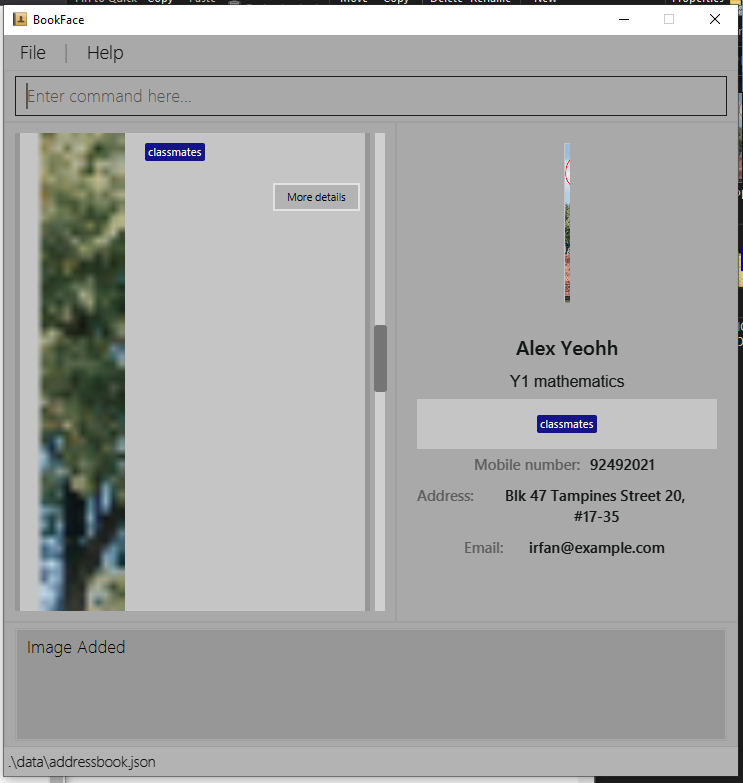 BookFace
File | Help
Enter command here...
classmates
More details
Alex Yeohh
Y1 mathematics
classmates
Mobile number: 92492021
Address: Blk 47 Tampines Street 20,
#17-35
Email: irfan@example.com
Image Added
.\data\addressbook.json